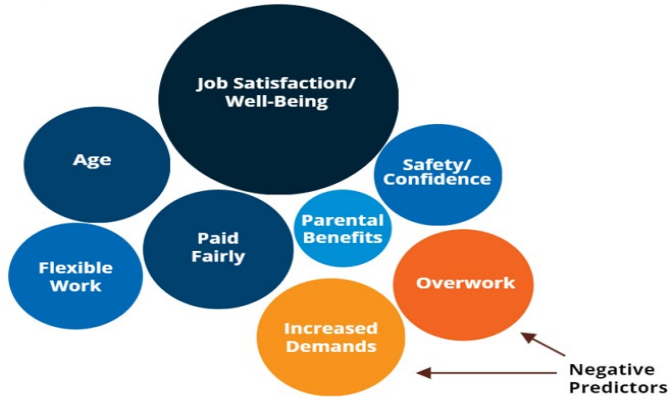 Job Satisfaction/
Well-Being
Age
Safety/
Confidence
Parental
Benefits
Paid
Fairly
Flexible
Work
Overwork
Increased
Demands
Negative
Predictors